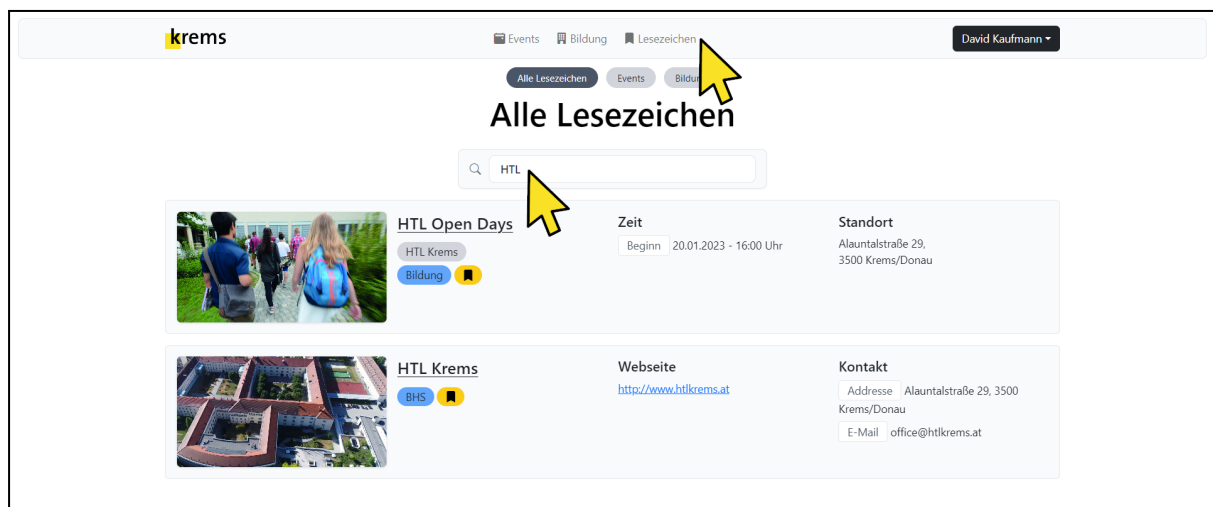 krems
Events Bildung Lesezeichen
David Kaufmann
Alle Lesezeichen Events
Alle Lesezeichen
HTL
HTL Open Days
HTL Krems
Bildung
Zeit
Beginn 20.01.2023 - 16:00 Uhr
Standort
Alauntalstraße 29,
3500 Krems/Donau
HTL Krems
BHS
Webseite
http://www.htlkrems.at
Kontakt
Addresse Alauntalstraße 29, 3500
Krems/Donau
E-Mail office@htlkrems.at